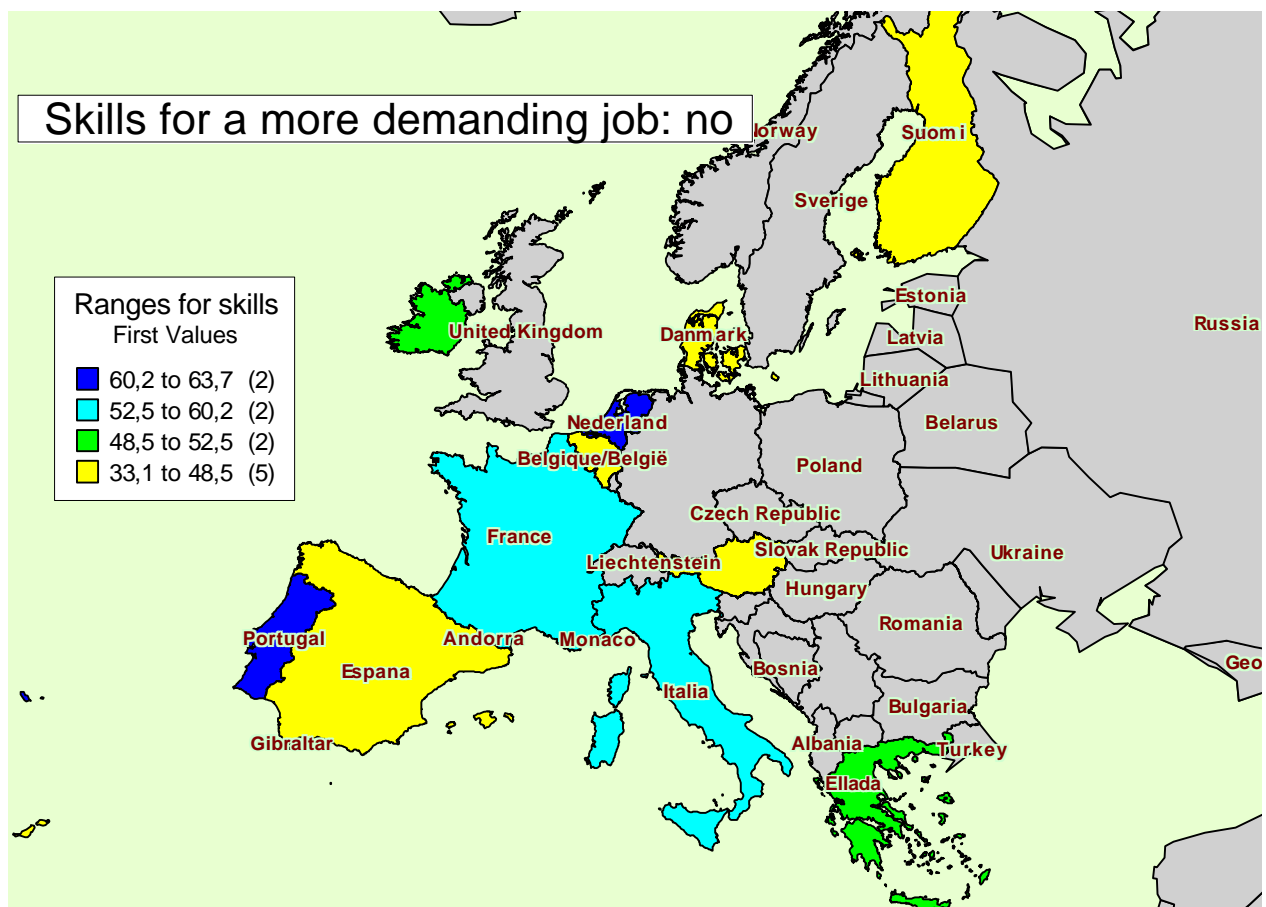 Skills for a more demanding job: no
Norway
Suomi
Sverige
Ranges for skills
First Values
60,2 to 63,7 (2)
52,5 to 60,2 (2)
48,5 to 52,5 (2)
33,1 to 48,5 (5)
Estonia
Russia
United Kingdom
Danmark
Latvia
Lithuania
Nederland
Belarus
Belgique/België
Poland
Czech Republic
France
Slovak Republic
Ukraine
Liechtenstein
Hungary
Romania
Portugal
Andorra
Monaco
Bosnia
Geo
Espana
Italia
Bulgaria
Gibraltar
Albania
Turkey
Ellada